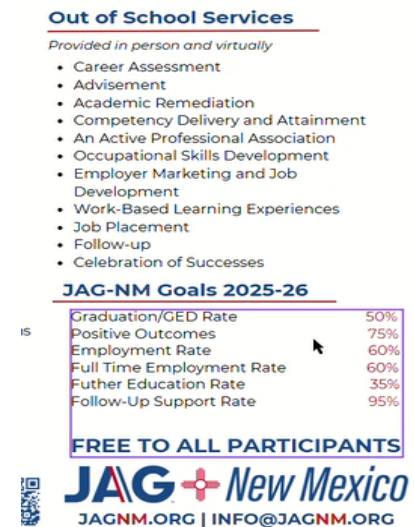 Out of School Services
Provided in person and virtually
• Career Assessment
• Advisement
• Academic Remediation
• Competency Delivery and Attainment
• An Active Professional Association
• Occupational Skills Development
• Employer Marketing and Job
Development
• Work-Based Learning Experiences
• Job Placement
• Follow-up
• Celebration of Successes
JAG-NM Goals 2025-26
Graduation/GED Rate 50%
Positive Outcomes 75%
Employment Rate 60%
Full Time Employment Rate 60%
Futher Education Rate 35%
Follow-Up Support Rate 95%
FREE TO ALL PARTICIPANTS
JAG New Mexico
JAGNM.ORG | INFO@JAGNM.ORG